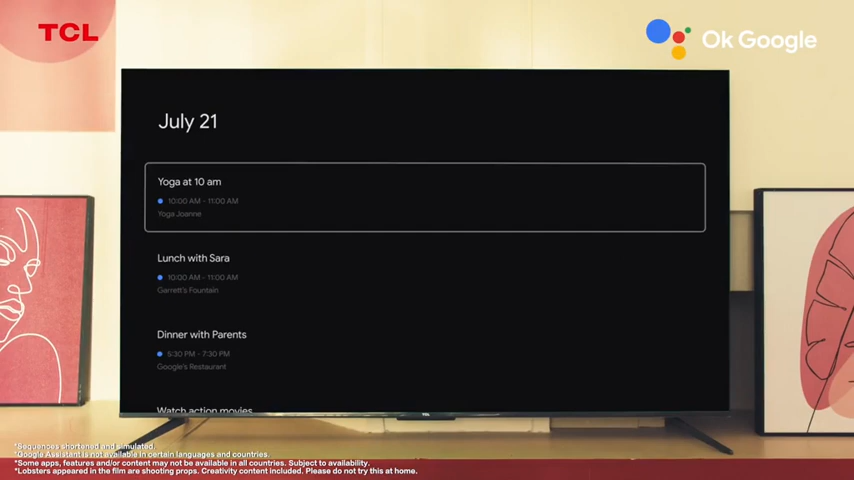 TCL
Ok Google
July 21
Yoga at 10 am
10:00 AM - 11:00 AM
Yoga Joanne
Lunch with Sara
10:00 AM - 11:00 AM
Garrett's Fountain
Dinner with Parents
5:30 PM - 7:30 PM
Google's Restaurant
Watch action movies
TCL
*Sequences shortened and simulated.
*Google Assistant is not available in certain languages and countries.
*Some apps, features and/or content may not be available in all countries. Subject to availability.
*Lobsters appeared in the film are shooting props. Creativity content included. Please do not try this at home.